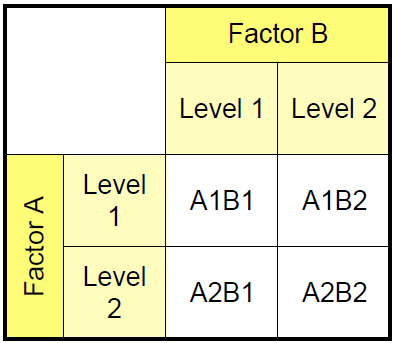 Factor B
Level 1 Level 2
Factor A
Level
1
A1B1 A1B2
Level
2
A2B1 A2B2